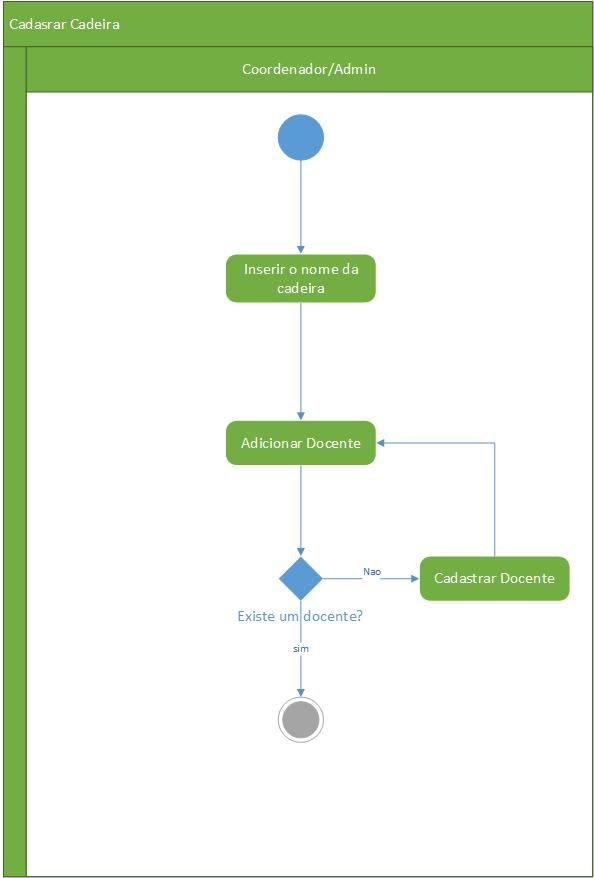 Cadasrar Cadeira
Coordenador/Admin
Inserir o nome da
cadeira
Adicionar Docente
Nao
Cadastrar Docente
Existe um docente?
sim